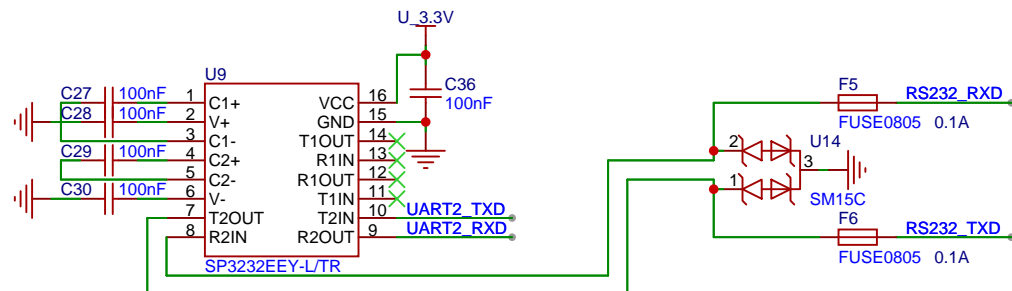 U_3.3V
U9
C27 100nF
C28 100nF
C29 100nF
C30 100nF
C36
100nF
1 C1+ VCC 16
2 V+ GND 15
3 C1- T1OUT 14
4 C2+ R1IN 13
5 C2- R1OUT 12
6 V- T1IN 11
7 T2OUT T2IN 10 UART2_TXD
8 R2IN R2OUT 9 UART2_RXD
SP3232EEY-L/TR
F5 RS232_RXD
FUSE0805 0.1A
U14
2
3
1
SM15C
F6 RS232_TXD
FUSE0805 0.1A